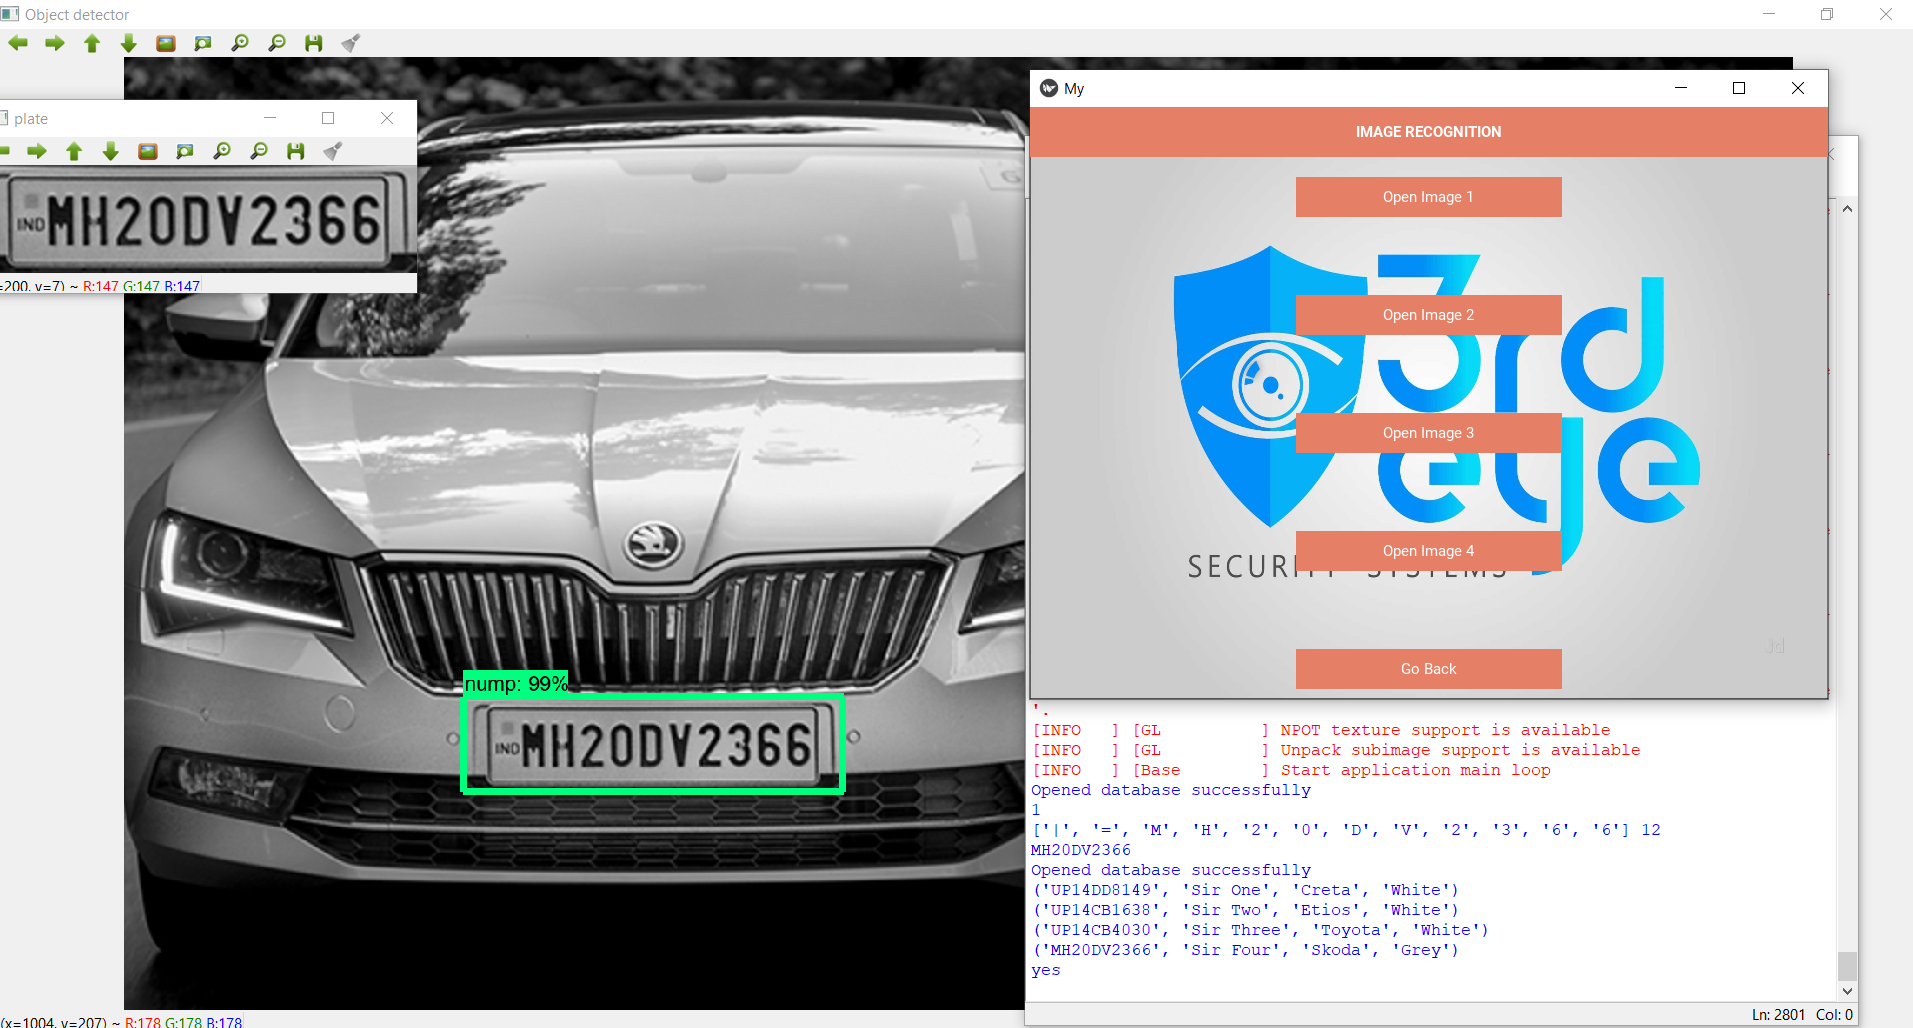 Object detector
plate
IND MH20DV2366
=200, y=7) ~ R:147 G:147 B:147
nump: 99%
IND MH20DV2366
(x=1004, y=207) ~ R:178 G:178 B:178
My
IMAGE RECOGNITION
Open Image 1
Open Image 2
3rd
Open Image 3
eye
Open Image 4
SECURITY SYSTEMS
Jd
Go Back
'.
[INFO   ] [GL          ] NPOT texture support is available
[INFO   ] [GL          ] Unpack subimage support is available
[INFO   ] [Base        ] Start application main loop
Opened database successfully
1
['|', '=', 'M', 'H', '2', '0', 'D', 'V', '2', '3', '6', '6'] 12
MH20DV2366
Opened database successfully
('UP14DD8149', 'Sir One', 'Creta', 'White')
('UP14CB1638', 'Sir Two', 'Etios', 'White')
('UP14CB4030', 'Sir Three', 'Toyota', 'White')
('MH20DV2366', 'Sir Four', 'Skoda', 'Grey')
yes
Ln: 2801 Col: 0